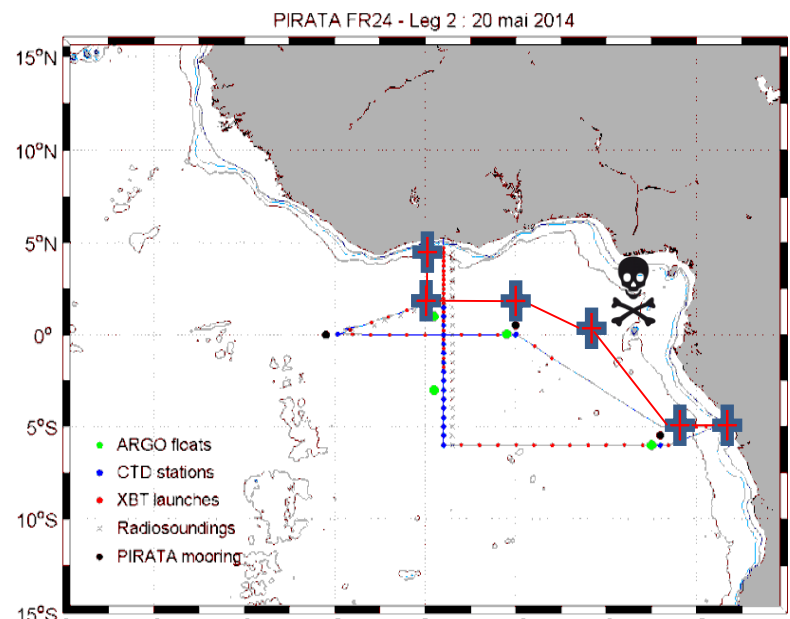 PIRATA FR24 - Leg 2 : 20 mai 2014
15°N
10°N
5°N
0°
5°S
10°S
15°S
ARGO floats
CTD stations
XBT launches
Radiosoundings
PIRATA mooring